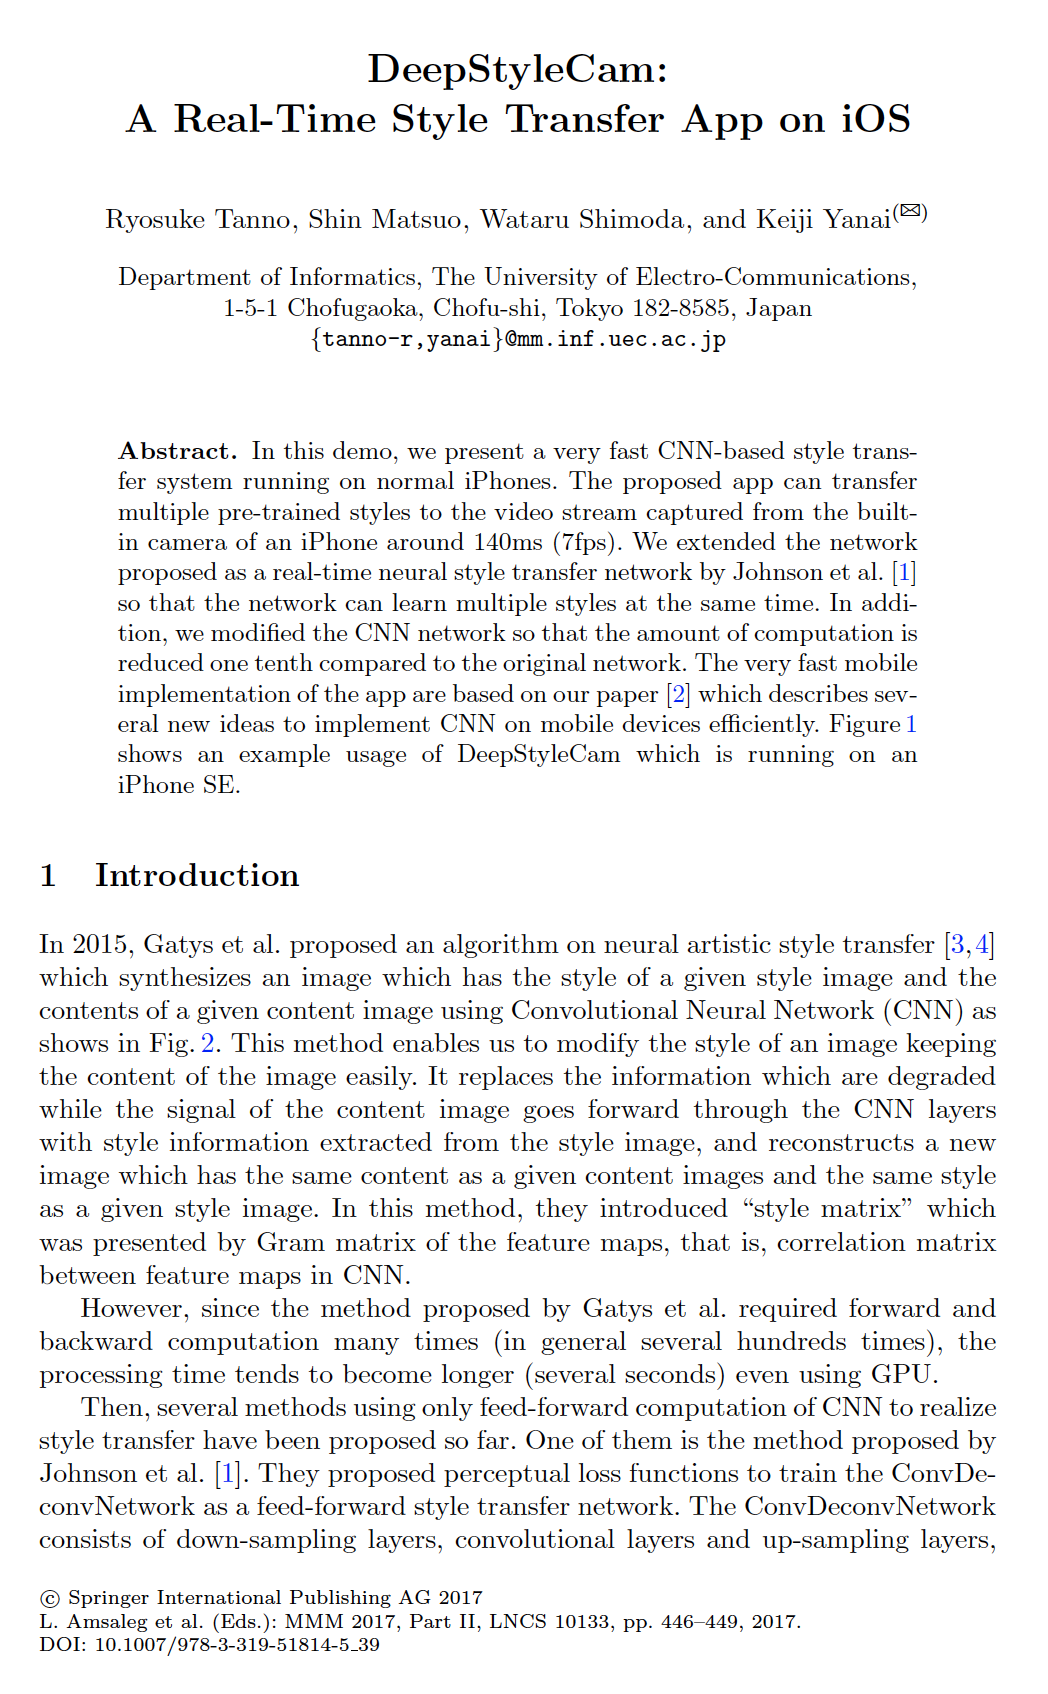 DeepStyleCam:
A Real-Time Style Transfer App on iOS
Ryosuke Tanno, Shin Matsuo, Wataru Shimoda, and Keiji Yanai(✉)
Department of Informatics, The University of Electro-Communications,
1-5-1 Chofugaoka, Chofu-shi, Tokyo 182-8585, Japan
{tanno-r,yanai}@mm.inf.uec.ac.jp
Abstract. In this demo, we present a very fast CNN-based style trans-
fer system running on normal iPhones. The proposed app can transfer
multiple pre-trained styles to the video stream captured from the built-
in camera of an iPhone around 140ms (7fps). We extended the network
proposed as a real-time neural style transfer network by Johnson et al. [1]
so that the network can learn multiple styles at the same time. In addi-
tion, we modified the CNN network so that the amount of computation is
reduced one tenth compared to the original network. The very fast mobile
implementation of the app are based on our paper [2] which describes sev-
eral new ideas to implement CNN on mobile devices efficiently. Figure 1
shows an example usage of DeepStyleCam which is running on an
iPhone SE.
1 Introduction
In 2015, Gatys et al. proposed an algorithm on neural artistic style transfer [3,4]
which synthesizes an image which has the style of a given style image and the
contents of a given content image using Convolutional Neural Network (CNN) as
shows in Fig. 2. This method enables us to modify the style of an image keeping
the content of the image easily. It replaces the information which are degraded
while the signal of the content image goes forward through the CNN layers
with style information extracted from the style image, and reconstructs a new
image which has the same content as a given content images and the same style
as a given style image. In this method, they introduced “style matrix” which
was presented by Gram matrix of the feature maps, that is, correlation matrix
between feature maps in CNN.
However, since the method proposed by Gatys et al. required forward and
backward computation many times (in general several hundreds times), the
processing time tends to become longer (several seconds) even using GPU.
Then, several methods using only feed-forward computation of CNN to realize
style transfer have been proposed so far. One of them is the method proposed by
Johnson et al. [1]. They proposed perceptual loss functions to train the ConvDe-
convNetwork as a feed-forward style transfer network. The ConvDeconvNetwork
consists of down-sampling layers, convolutional layers and up-sampling layers,
© Springer International Publishing AG 2017
L. Amsaleg et al. (Eds.): MMM 2017, Part II, LNCS 10133, pp. 446–449, 2017.
DOI: 10.1007/978-3-319-51814-5_39